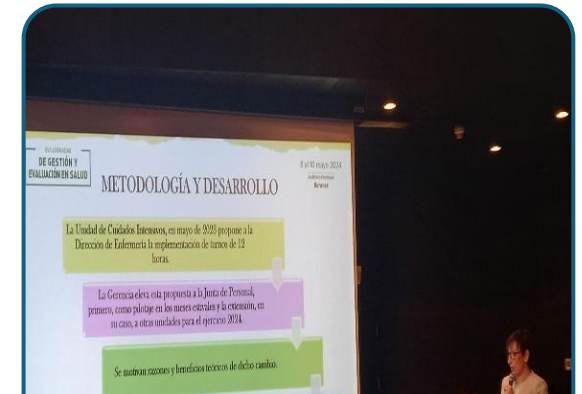 DE GESTIÓN Y
EVALUACIÓN EN SALUD
8 al 10 mayo 2024
METODOLOGÍA Y DESARROLLO
La Unidad de Cuidados Intensivos, en mayo de 2023 propone a la
Dirección de Enfermería la implementación de turnos de 12
horas.
La Gerencia eleva esta propuesta a la Junta de Personal,
primero, como pilotaje en los meses estivales y la extensión, en
su caso, a otras unidades para el ejercicio 2024.
Se motivan razones y beneficios teóricos de dicho cambio.